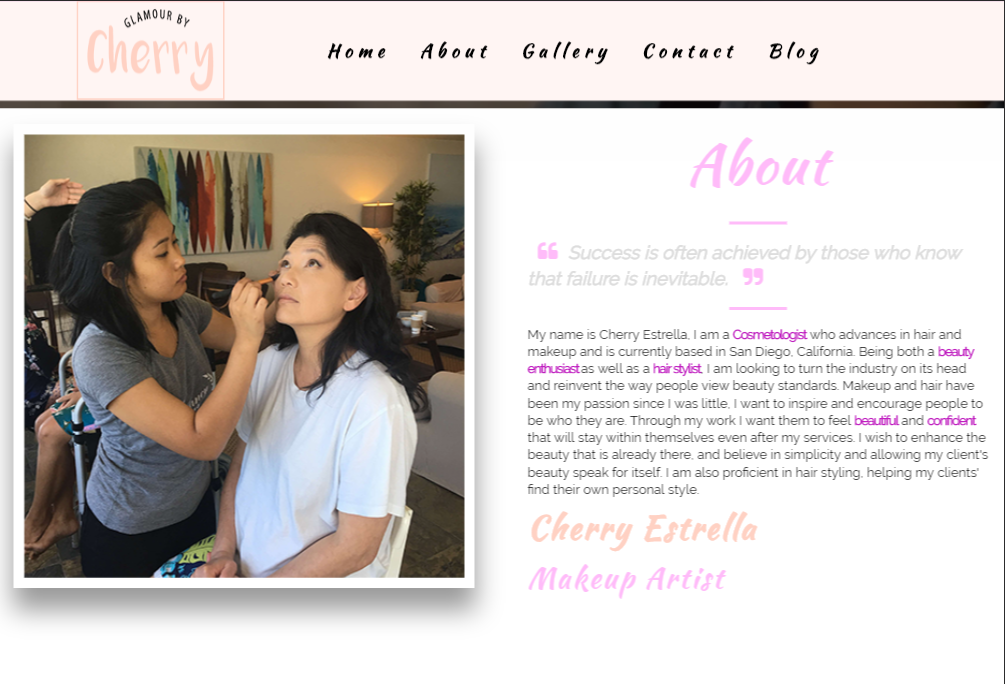 GLAMOUR BY
Cherry
Home About Gallery Contact Blog
About
❝ Success is often achieved by those who know
that failure is inevitable. ❞
My name is Cherry Estrella, I am a Cosmetologist who advances in hair and
makeup and is currently based in San Diego, California. Being both a beauty
enthusiast as well as a hair stylist, I am looking to turn the industry on its head
and reinvent the way people view beauty standards. Makeup and hair have
been my passion since I was little, I want to inspire and encourage people to
be who they are. Through my work I want them to feel beautiful and confident
that will stay within themselves even after my services. I wish to enhance the
beauty that is already there, and believe in simplicity and allowing my client's
beauty speak for itself. I am also proficient in hair styling, helping my clients'
find their own personal style.
Cherry Estrella
Makeup Artist